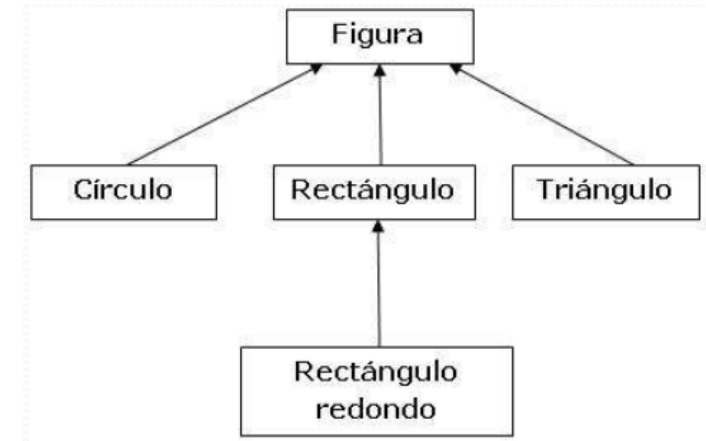 Figura
Círculo
Rectángulo
Triángulo
Rectángulo
redondo